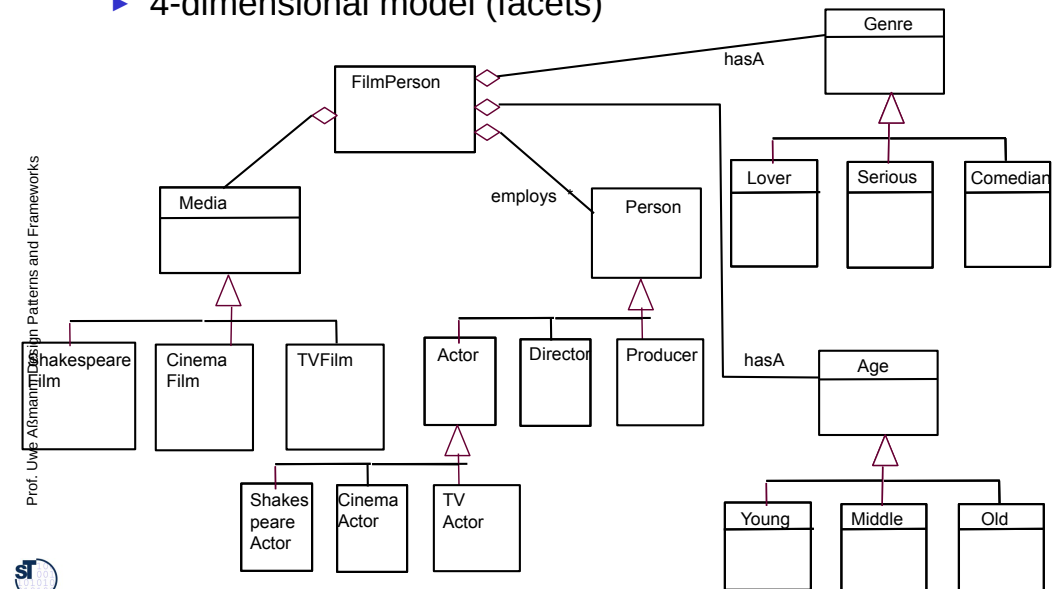 4-dimensional model (facets)
Genre
hasA
FilmPerson
Lover
Serious
Comedian
Media
employs *
Person
Prof. Uwe Aßmann, Design Patterns and Frameworks
Shakespeare
Film
Cinema
Film
TVFilm
Actor
Director
Producer
hasA
Age
Shakes
peare
Actor
Cinema
Actor
TV
Actor
Young
Middle
Old
ST